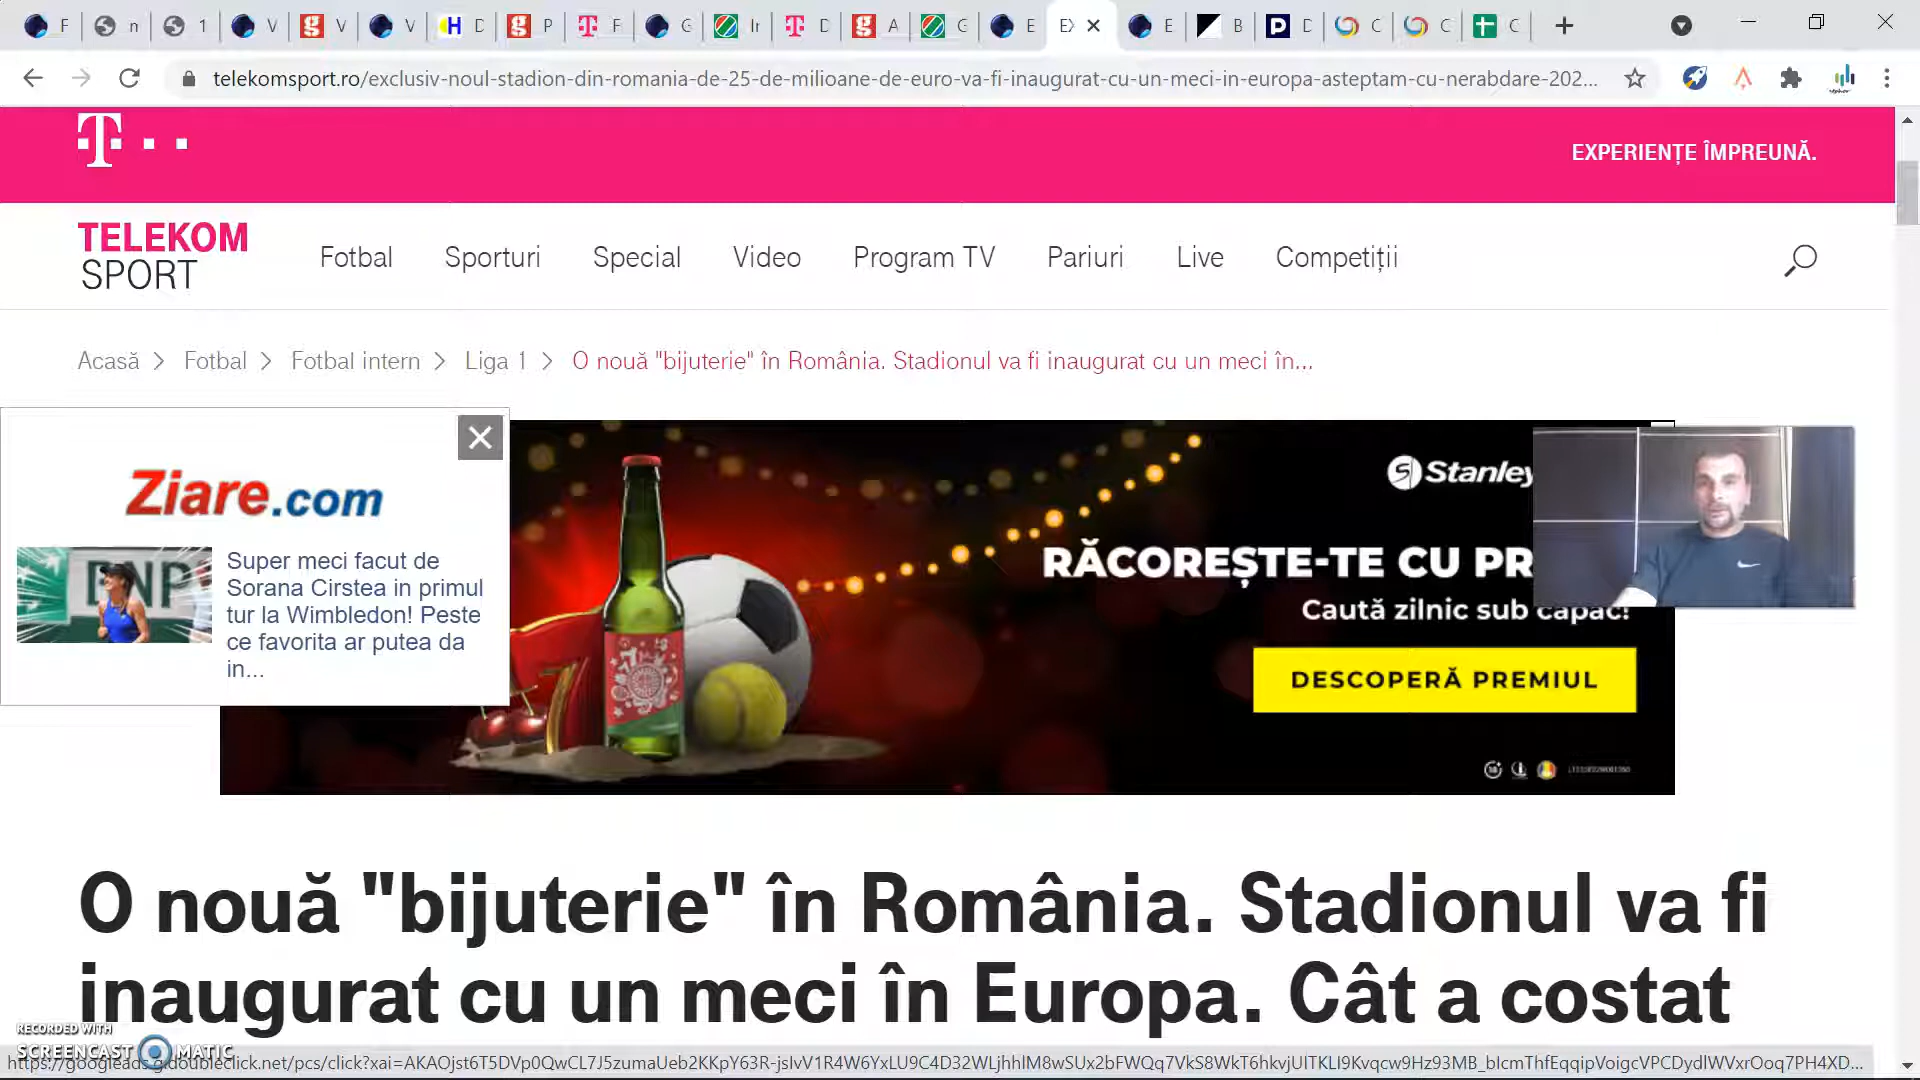 F
n
1
V
V
V
D
P
F
G
Ir
D
A
G
E
EX
E
B
D
C
C
C
telekomsport.ro/exclusiv-noul-stadion-din-romania-de-25-de-milioane-de-euro-va-fi-inaugurat-cu-un-meci-in-europa-asteptam-cu-nerabdare-202...
T
EXPERIENȚE ÎMPREUNĂ.
TELEKOM
SPORT
Fotbal
Sporturi
Special
Video
Program TV
Pariuri
Live
Competiții
Acasă > Fotbal > Fotbal intern > Liga 1 > O nouă "bijuterie" în România. Stadionul va fi inaugurat cu un meci în...
Ziare.com
Super meci facut de
Sorana Cirstea in primul
tur la Wimbledon! Peste
ce favorita ar putea da
in...
Stanley
RĂCOREȘTE-TE CU PR
Caută zilnic sub capac!
DESCOPERĂ PREMIUL
O nouă "bijuterie" în România. Stadionul va fi
inaugurat cu un meci în Europa. Cât a costat
RECORDED WITH
SCREENCAST MATIC